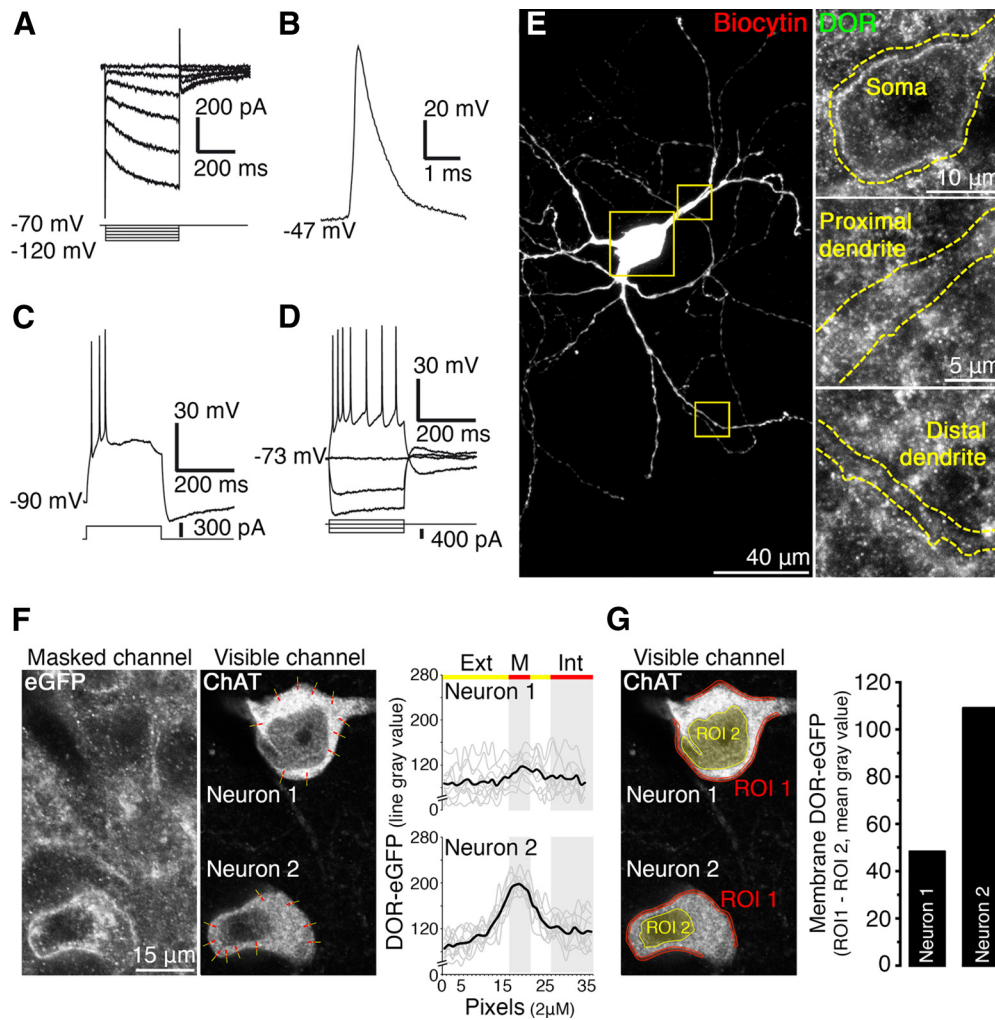 A
200 pA
200 ms
-70 mV
-120 mV
B
20 mV
1 ms
-47 mV
C
30 mV
200 ms
-90 mV
300 pA
D
30 mV
200 ms
-73 mV
400 pA
E
Biocytin
40 µm
DOR
Soma
10 µm
Proximal
dendrite
5 µm
Distal
dendrite
F
Masked channel
eGFP
15 µm
Visible channel
ChAT
Neuron 1
Neuron 2
Ext M Int
DOR-eGFP (line gray value)
280
200
120
0
Neuron 1
280
200
120
0
Neuron 2
0 5 15 25 35
Pixels (2µM)
G
Visible channel
ChAT
ROI 2
ROI 1
Neuron 1
Neuron 2
ROI 1
ROI 2
Membrane DOR-eGFP
(ROI1 - ROI 2, mean gray value)
120
100
80
60
40
20
0
Neuron 1
Neuron 2